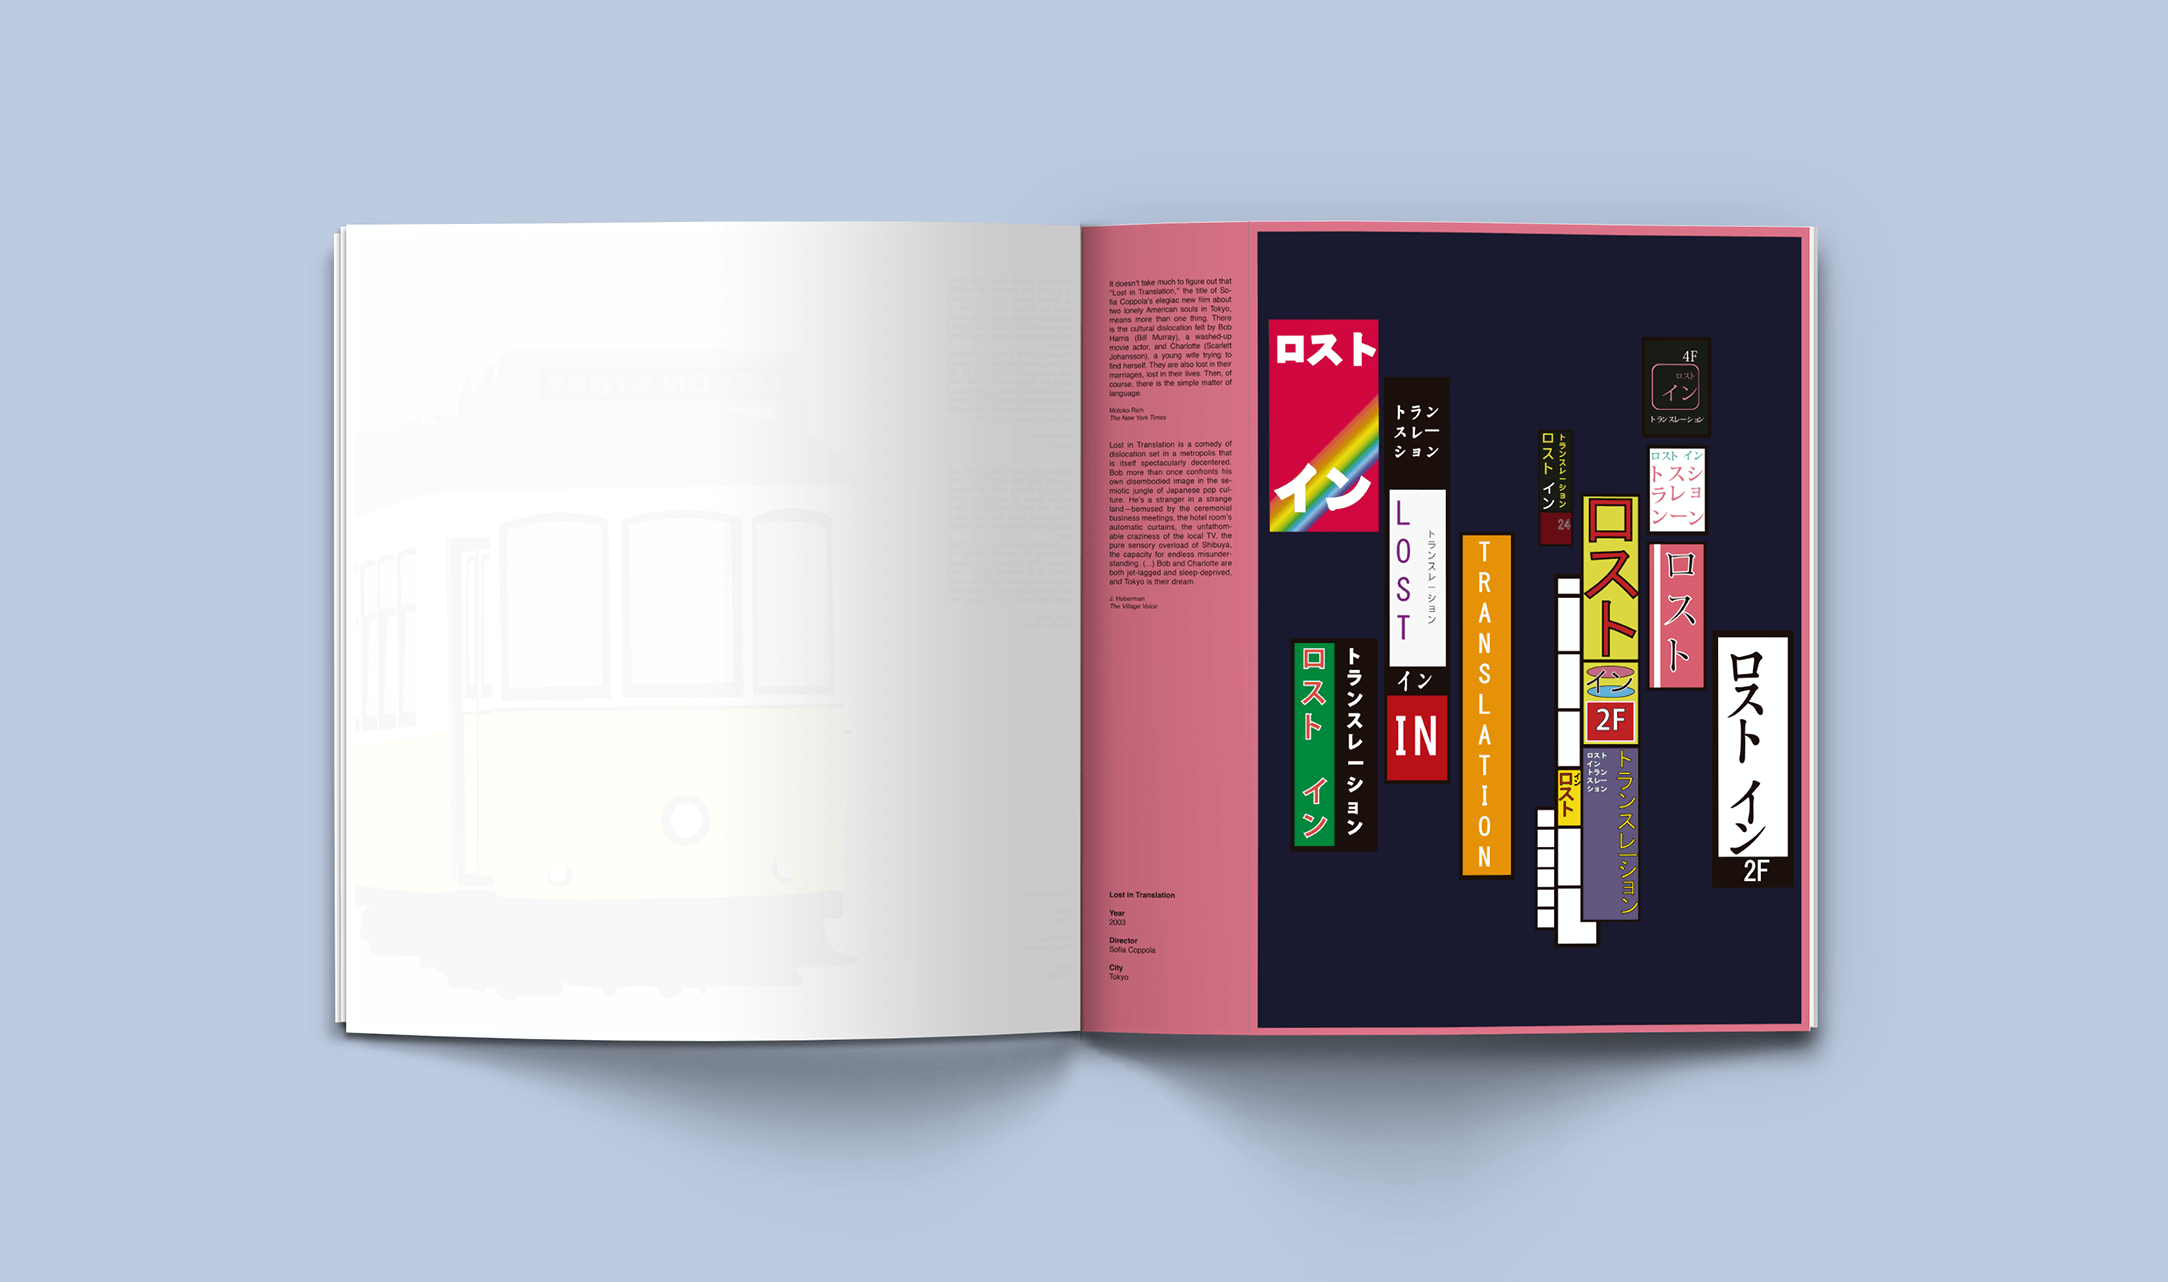 It doesn't take much to figure out that
"Lost in Translation," the title of So-
fia Coppola's elegiac new film about
two lonely American souls in Tokyo,
means more than one thing. There
is the cultural dislocation felt by Bob
Harris (Bill Murray), a washed-up
movie actor, and Charlotte (Scarlett
Johansson), a young wife trying to
find herself. They are also lost in their
marriages, lost in their lives. Then, of
course, there is the simple matter of
language.
Motoko Rich
The New York Times
Lost in Translation is a comedy of
dislocation set in a metropolis that
is itself spectacularly decentered.
Bob more than once confronts his
own disembodied image in the se-
miotic jungle of Japanese pop cul-
ture. He's a stranger in a strange
land—bemused by the ceremonial
business meetings, the hotel room's
automatic curtains, the unfathom-
able craziness of the local TV, the
pure sensory overload of Shibuya,
the capacity for endless misunder-
standing. (...) Bob and Charlotte are
both jet-lagged and sleep-deprived,
and Tokyo is their dream.
J. Hoberman
The Village Voice
Lost in Translation
Year
2003
Director
Sofia Coppola
City
Tokyo
ロスト
イン
トラン
スレー
ション
LOST
トランスレーション
イン
IN
ロスト イン
トランスレーション
TRANSLATION
トランスレーション
ロスト イン
24
ロスト
イン
2F
ロスト
イン
トラン
スレー
ション
トランスレーション
イン
ロスト
4F
ロスト
イン
トランスレーション
ロスト イン
トスシ
ラレョ
ンーン
ロスト
ロスト イン
2F